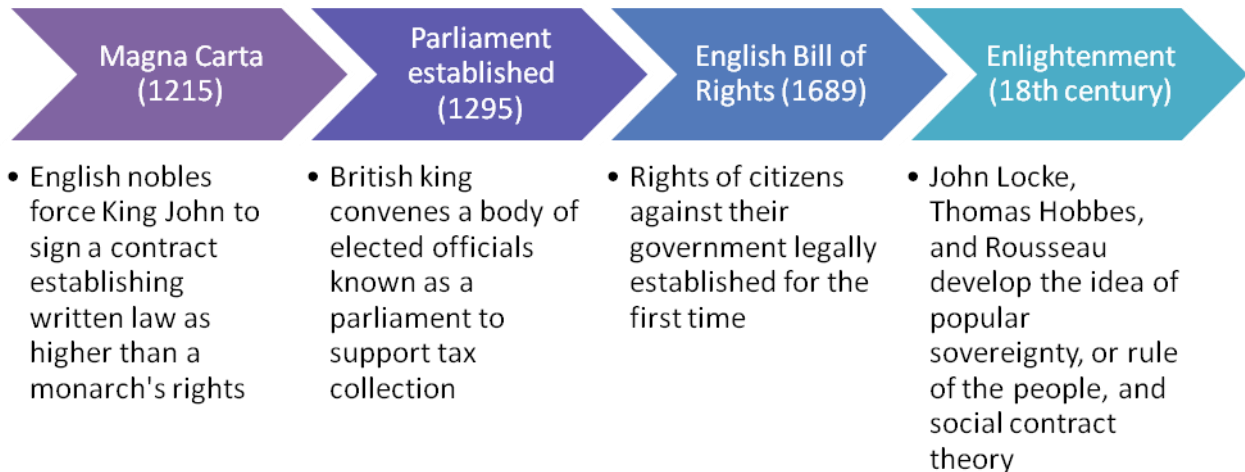 Magna Carta
(1215)
• English nobles
force King John to
sign a contract
establishing
written law as
higher than a
monarch's rights
Parliament
established
(1295)
• British king
convenes a body of
elected officials
known as a
parliament to
support tax
collection
English Bill of
Rights (1689)
• Rights of citizens
against their
government legally
established for the
first time
Enlightenment
(18th century)
• John Locke,
Thomas Hobbes,
and Rousseau
develop the idea of
popular
sovereignty, or rule
of the people, and
social contract
theory